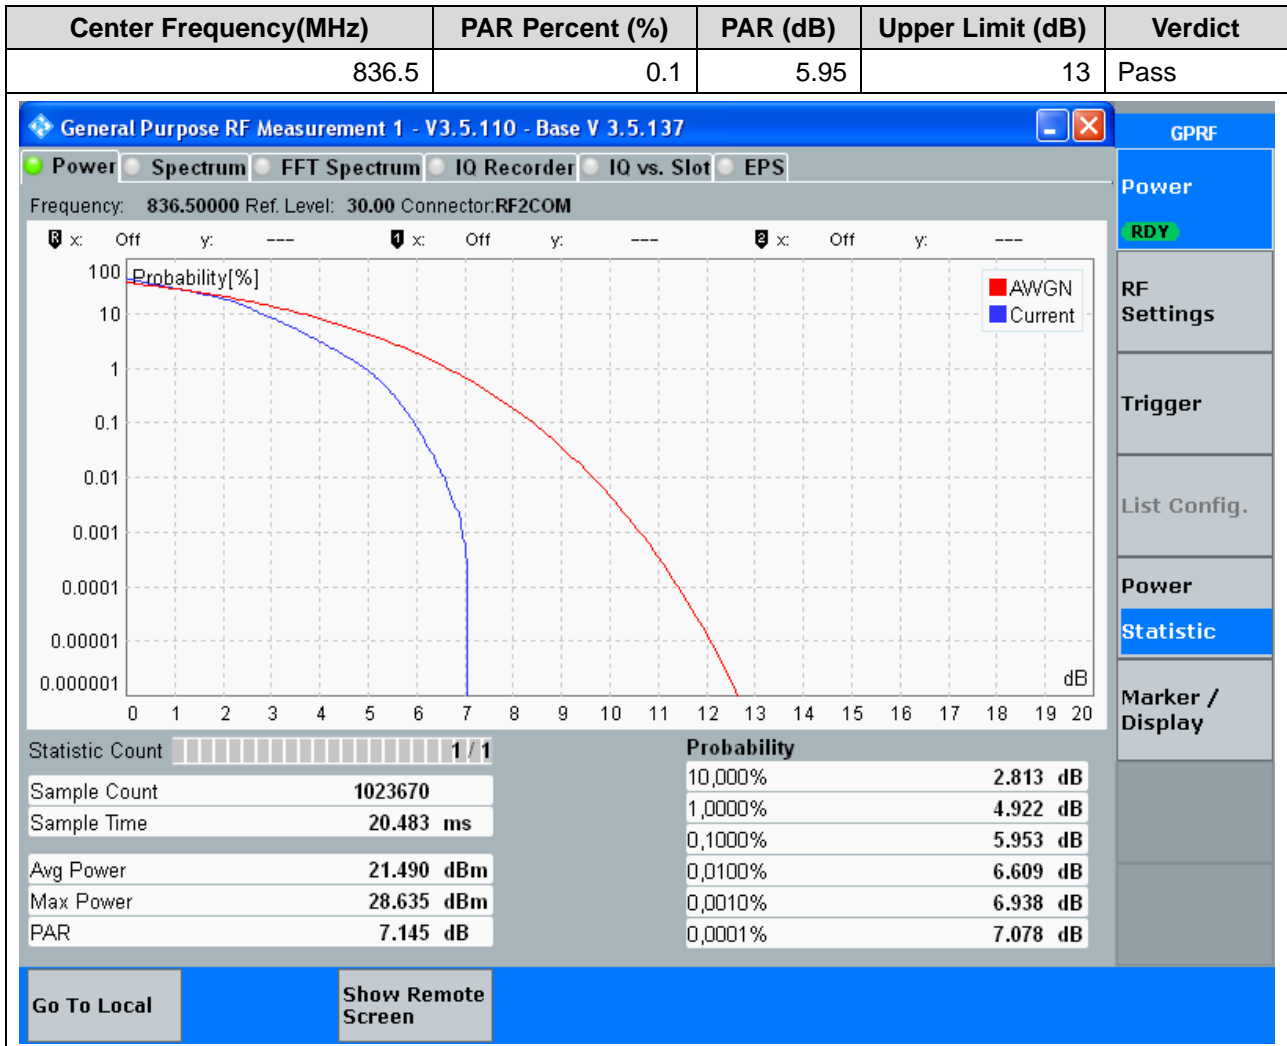 Center Frequency(MHz) PAR Percent (%) PAR (dB) Upper Limit (dB) Verdict
836.5 0.1 5.95 13 Pass
General Purpose RF Measurement 1 - V3.5.110 - Base V 3.5.137
GPRF
Power Spectrum FFT Spectrum IQ Recorder IQ vs. Slot EPS
Power
RDY
Frequency: 836.50000 Ref. Level: 30.00 Connector:RF2COM
R x: Off y: --- 1 x: Off y: --- 2 x: Off y: ---
Probability[%]
AWGN
Current
100
10
1
0.1
0.01
0.001
0.0001
0.00001
0.000001
dB
0 1 2 3 4 5 6 7 8 9 10 11 12 13 14 15 16 17 18 19 20
RF
Settings
Trigger
List Config.
Power
Statistic
Marker /
Display
Statistic Count 1 / 1
Sample Count 1023670
Sample Time 20.483 ms
Avg Power 21.490 dBm
Max Power 28.635 dBm
PAR 7.145 dB
Probability
10,000% 2.813 dB
1,0000% 4.922 dB
0,1000% 5.953 dB
0,0100% 6.609 dB
0,0010% 6.938 dB
0,0001% 7.078 dB
Go To Local
Show Remote
Screen